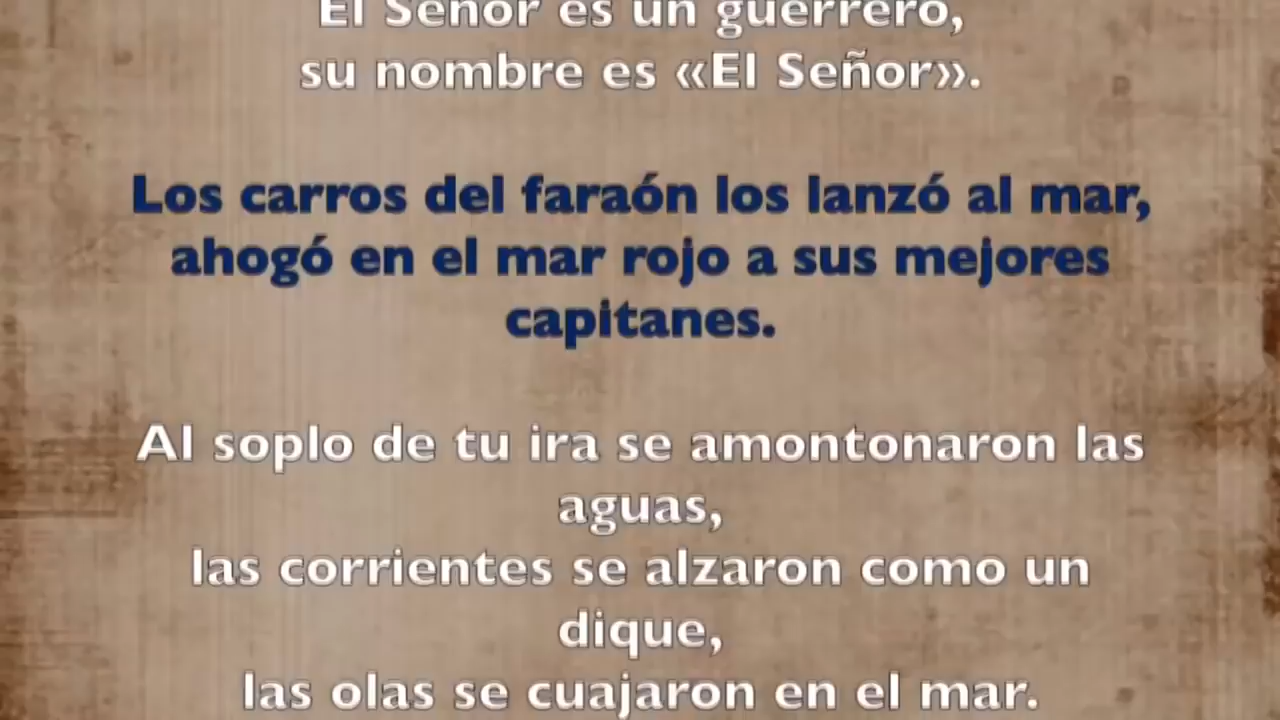 El Señor es un guerrero,
su nombre es «El Señor».
Los carros del faraón los lanzó al mar,
ahogó en el mar rojo a sus mejores
capitanes.
Al soplo de tu ira se amontonaron las
aguas,
las corrientes se alzaron como un
dique,
las olas se cuajaron en el mar.